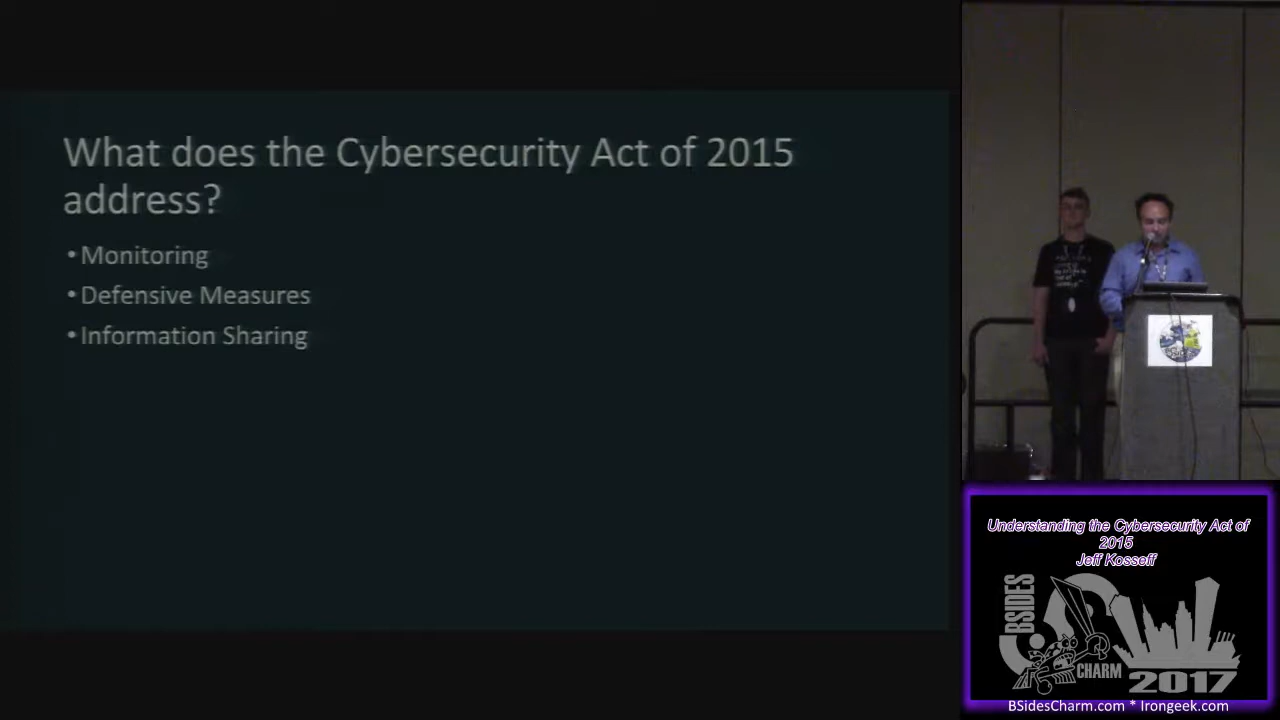 What does the Cybersecurity Act of 2015
address?
•Monitoring
•Defensive Measures
•Information Sharing
Understanding the Cybersecurity Act of
2015
Jeff Kosseff
BSIDES
CHARM
2017
BSidesCharm.com * Irongeek.com